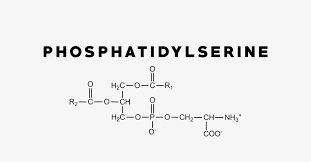 PHOSPHATIDYLSERINE
O
O H₂C—O—C—R₁
R₂—C—O—CH O
H₂C—O—P—O—CH₂—CH—NH₃⁺
O⁻ COO⁻